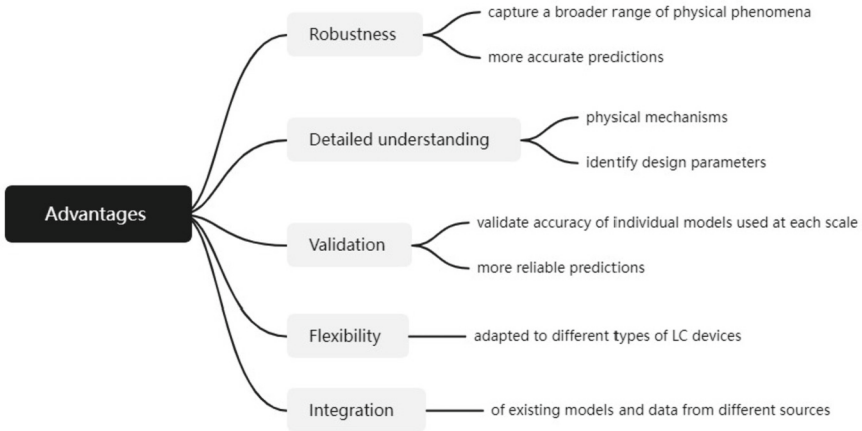 Advantages
Robustness
capture a broader range of physical phenomena
more accurate predictions
Detailed understanding
physical mechanisms
identify design parameters
Validation
validate accuracy of individual models used at each scale
more reliable predictions
Flexibility
adapted to different types of LC devices
Integration
of existing models and data from different sources